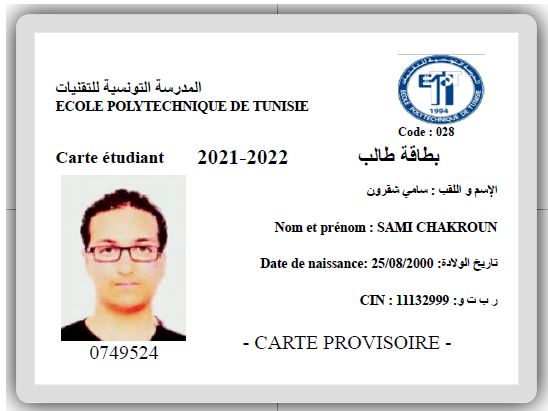 المدرسة التونسية للتقنيات
ECOLE POLYTECHNIQUE DE TUNISIE
EPT
1994
ECOLE POLYTECHNIQUE DE TUNISIE
Code : 028
Carte étudiant 2021-2022 بطاقة طالب
الإسم و اللقب : سامي شقرون
Nom et prénom : SAMI CHAKROUN
Date de naissance: 25/08/2000 تاريخ الولادة:
CIN : 11132999 ر ب ت و:
0749524
- CARTE PROVISOIRE -